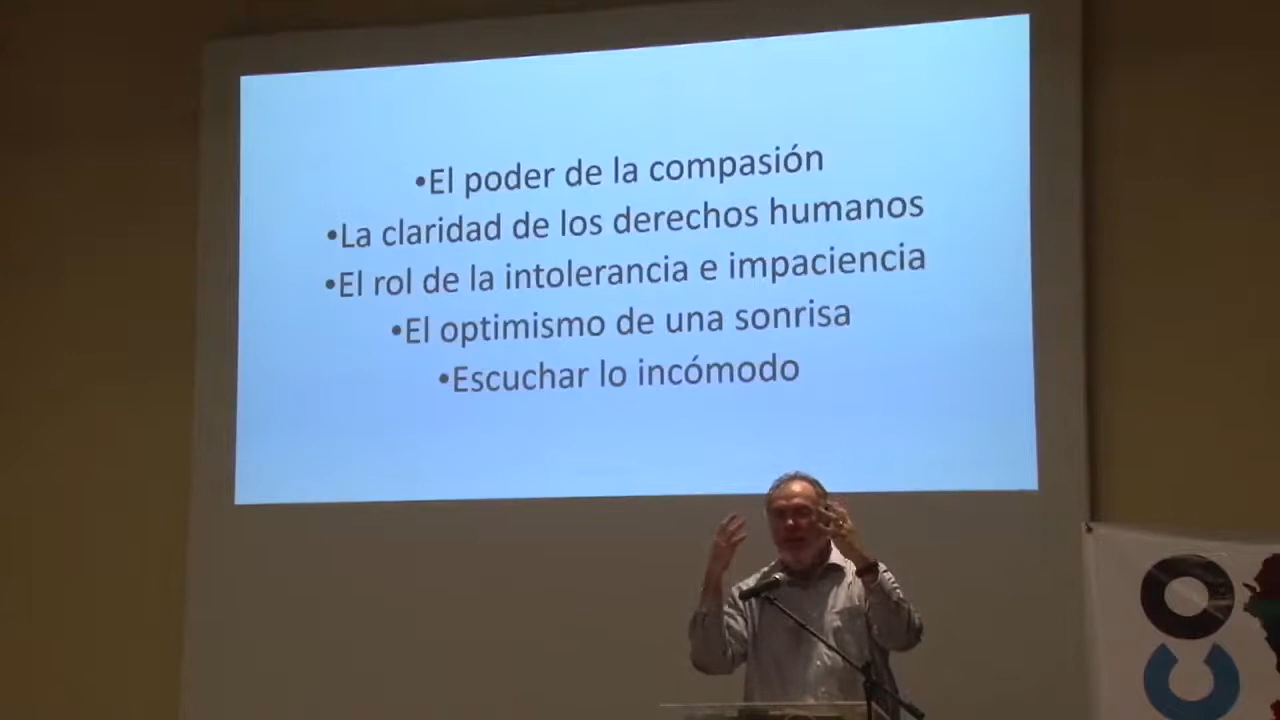 •El poder de la compasión
•La claridad de los derechos humanos
•El rol de la intolerancia e impaciencia
•El optimismo de una sonrisa
•Escuchar lo incómodo